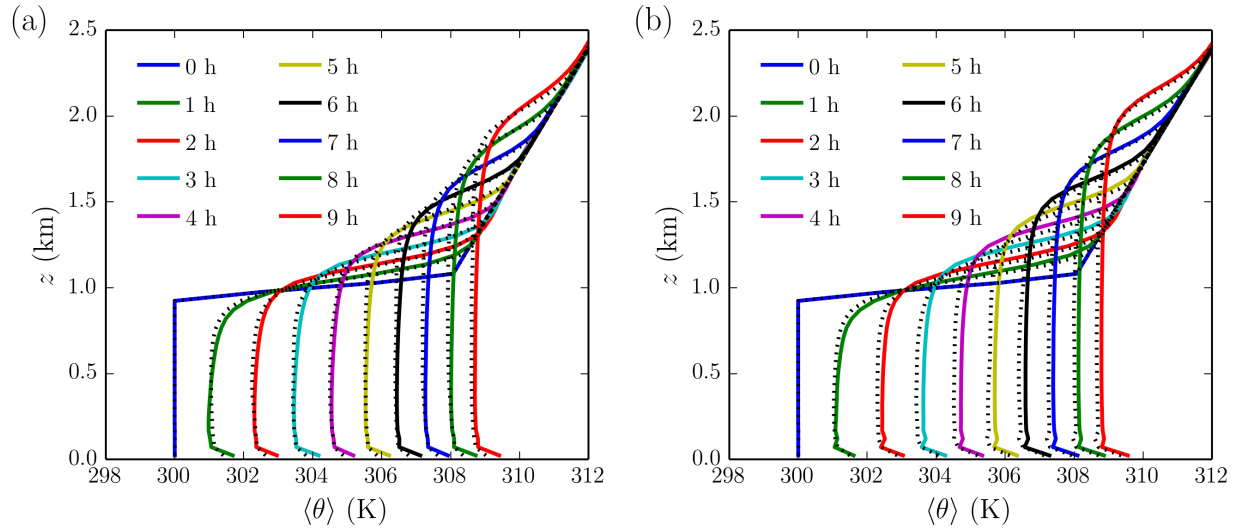 (a)
2.5
2.0
1.5
1.0
0.5
0.0
z (km)
0 h 5 h
1 h 6 h
2 h 7 h
3 h 8 h
4 h 9 h
298 300 302 304 306 308 310 312
⟨θ⟩ (K)
(b)
2.5
2.0
1.5
1.0
0.5
0.0
z (km)
0 h 5 h
1 h 6 h
2 h 7 h
3 h 8 h
4 h 9 h
298 300 302 304 306 308 310 312
⟨θ⟩ (K)